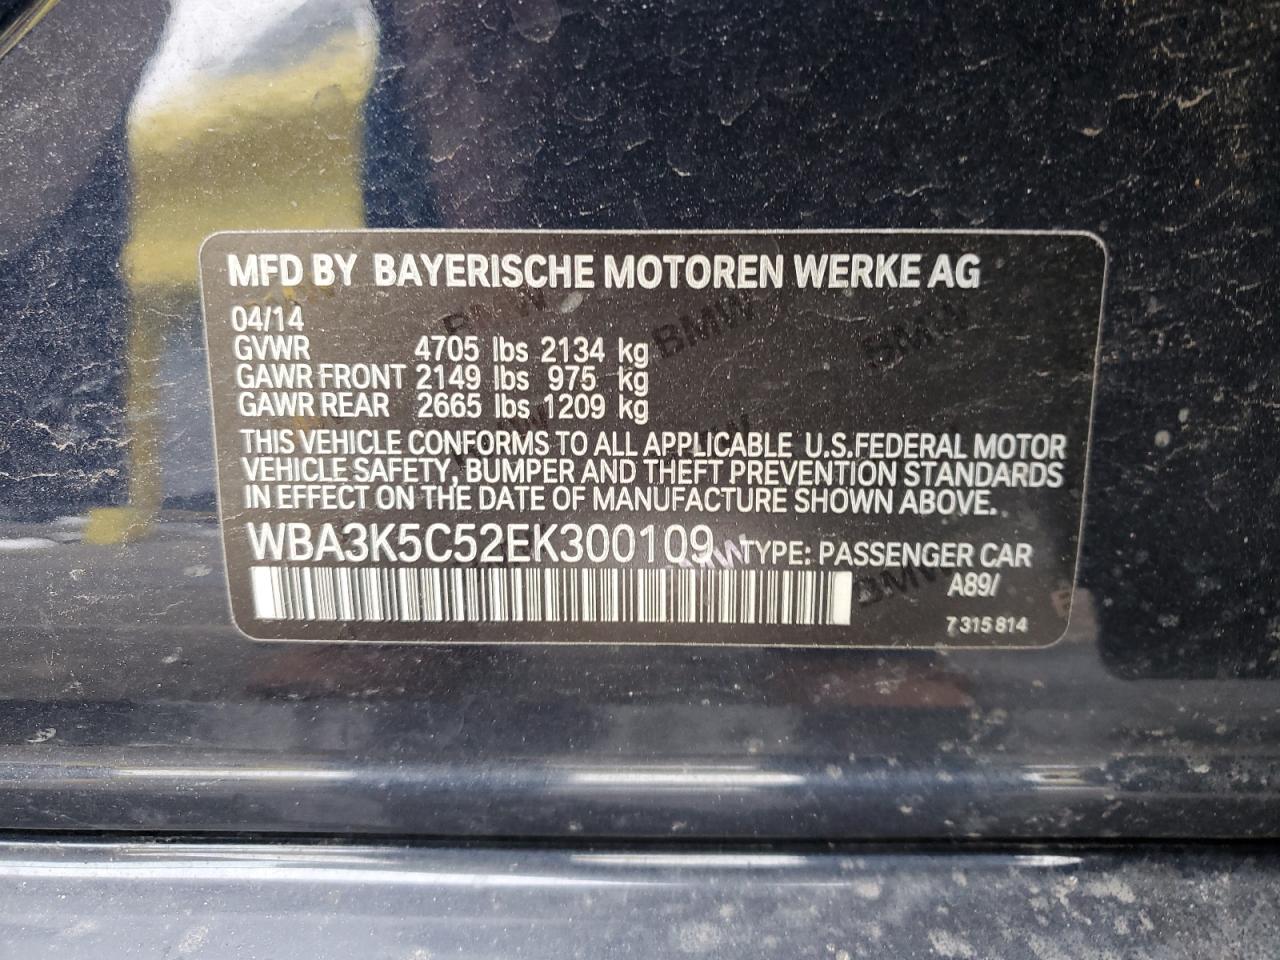 MFD BY BAYERISCHE MOTOREN WERKE AG
04/14
GVWR 4705 lbs 2134 kg
GAWR FRONT 2149 lbs 975 kg
GAWR REAR 2665 lbs 1209 kg
THIS VEHICLE CONFORMS TO ALL APPLICABLE U.S.FEDERAL MOTOR
VEHICLE SAFETY, BUMPER AND THEFT PREVENTION STANDARDS
IN EFFECT ON THE DATE OF MANUFACTURE SHOWN ABOVE.
WBA3K5C52EK300109 TYPE: PASSENGER CAR
A89/
7 315 814